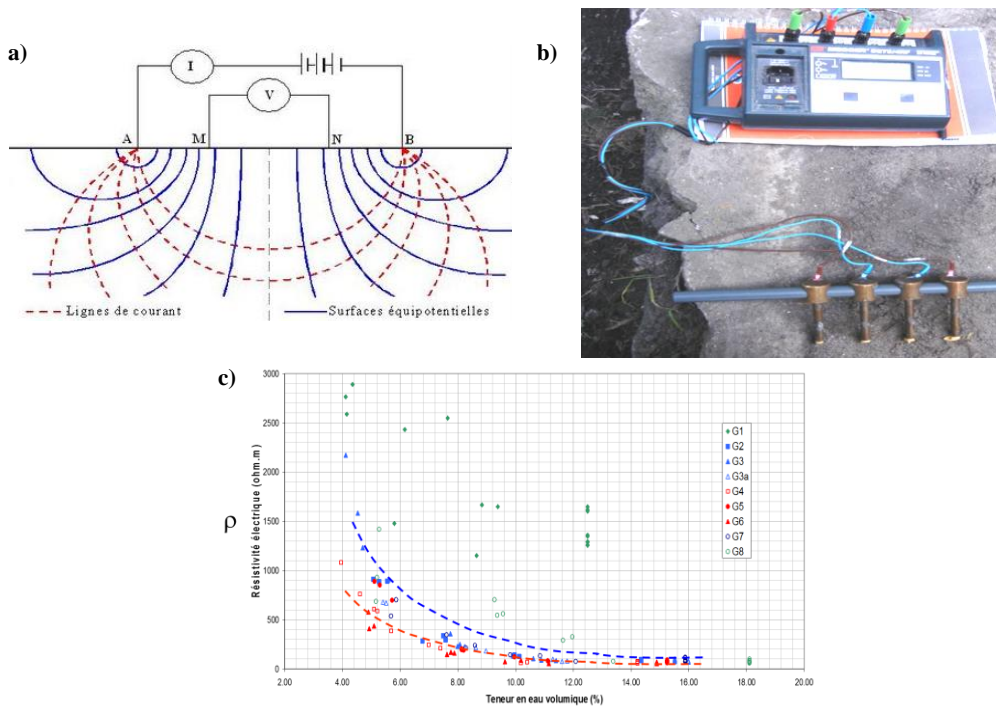 a)
I
V
A M N B
Lignes de courant Surfaces équipotentielles
b)
c)
3000
2500
2000
1500
1000
500
0
ρ
Résistivité électrique (ohm.m)
G1
G2
G3
G3a
G4
G5
G6
G7
G8
2.00 4.00 6.00 8.00 10.00 12.00 14.00 16.00 18.00 20.00
Teneur en eau volumique (%)